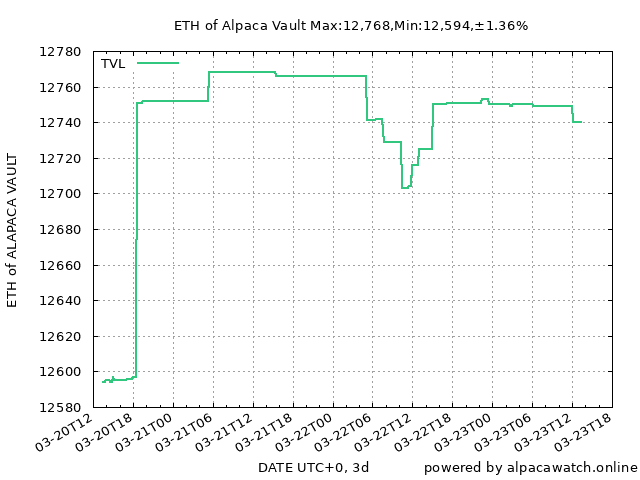 ETH of Alpaca Vault Max:12,768,Min:12,594,±1.36%
TVL
ETH of ALAPACA VAULT
12780
12760
12740
12720
12700
12680
12660
12640
12620
12600
12580
03-20T12
03-20T18
03-21T00
03-21T06
03-21T12
03-21T18
03-22T00
03-22T06
03-22T12
03-22T18
03-23T00
03-23T06
03-23T12
03-23T18
DATE UTC+0, 3d
powered by alpacawatch.online